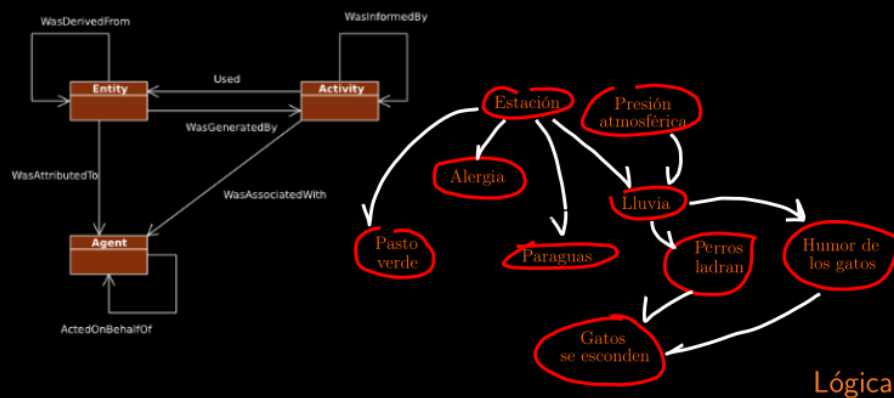 WasDerivedFrom
WasInformedBy
Entity
Used
Activity
WasGeneratedBy
WasAttributedTo
WasAssociatedWith
Agent
ActedOnBehalfOf
Estación
Presión
atmosférica
Alergia
Lluvia
Pasto
verde
Paraguas
Perros
ladran
Humor de
los gatos
Gatos
se esconden
Lógica